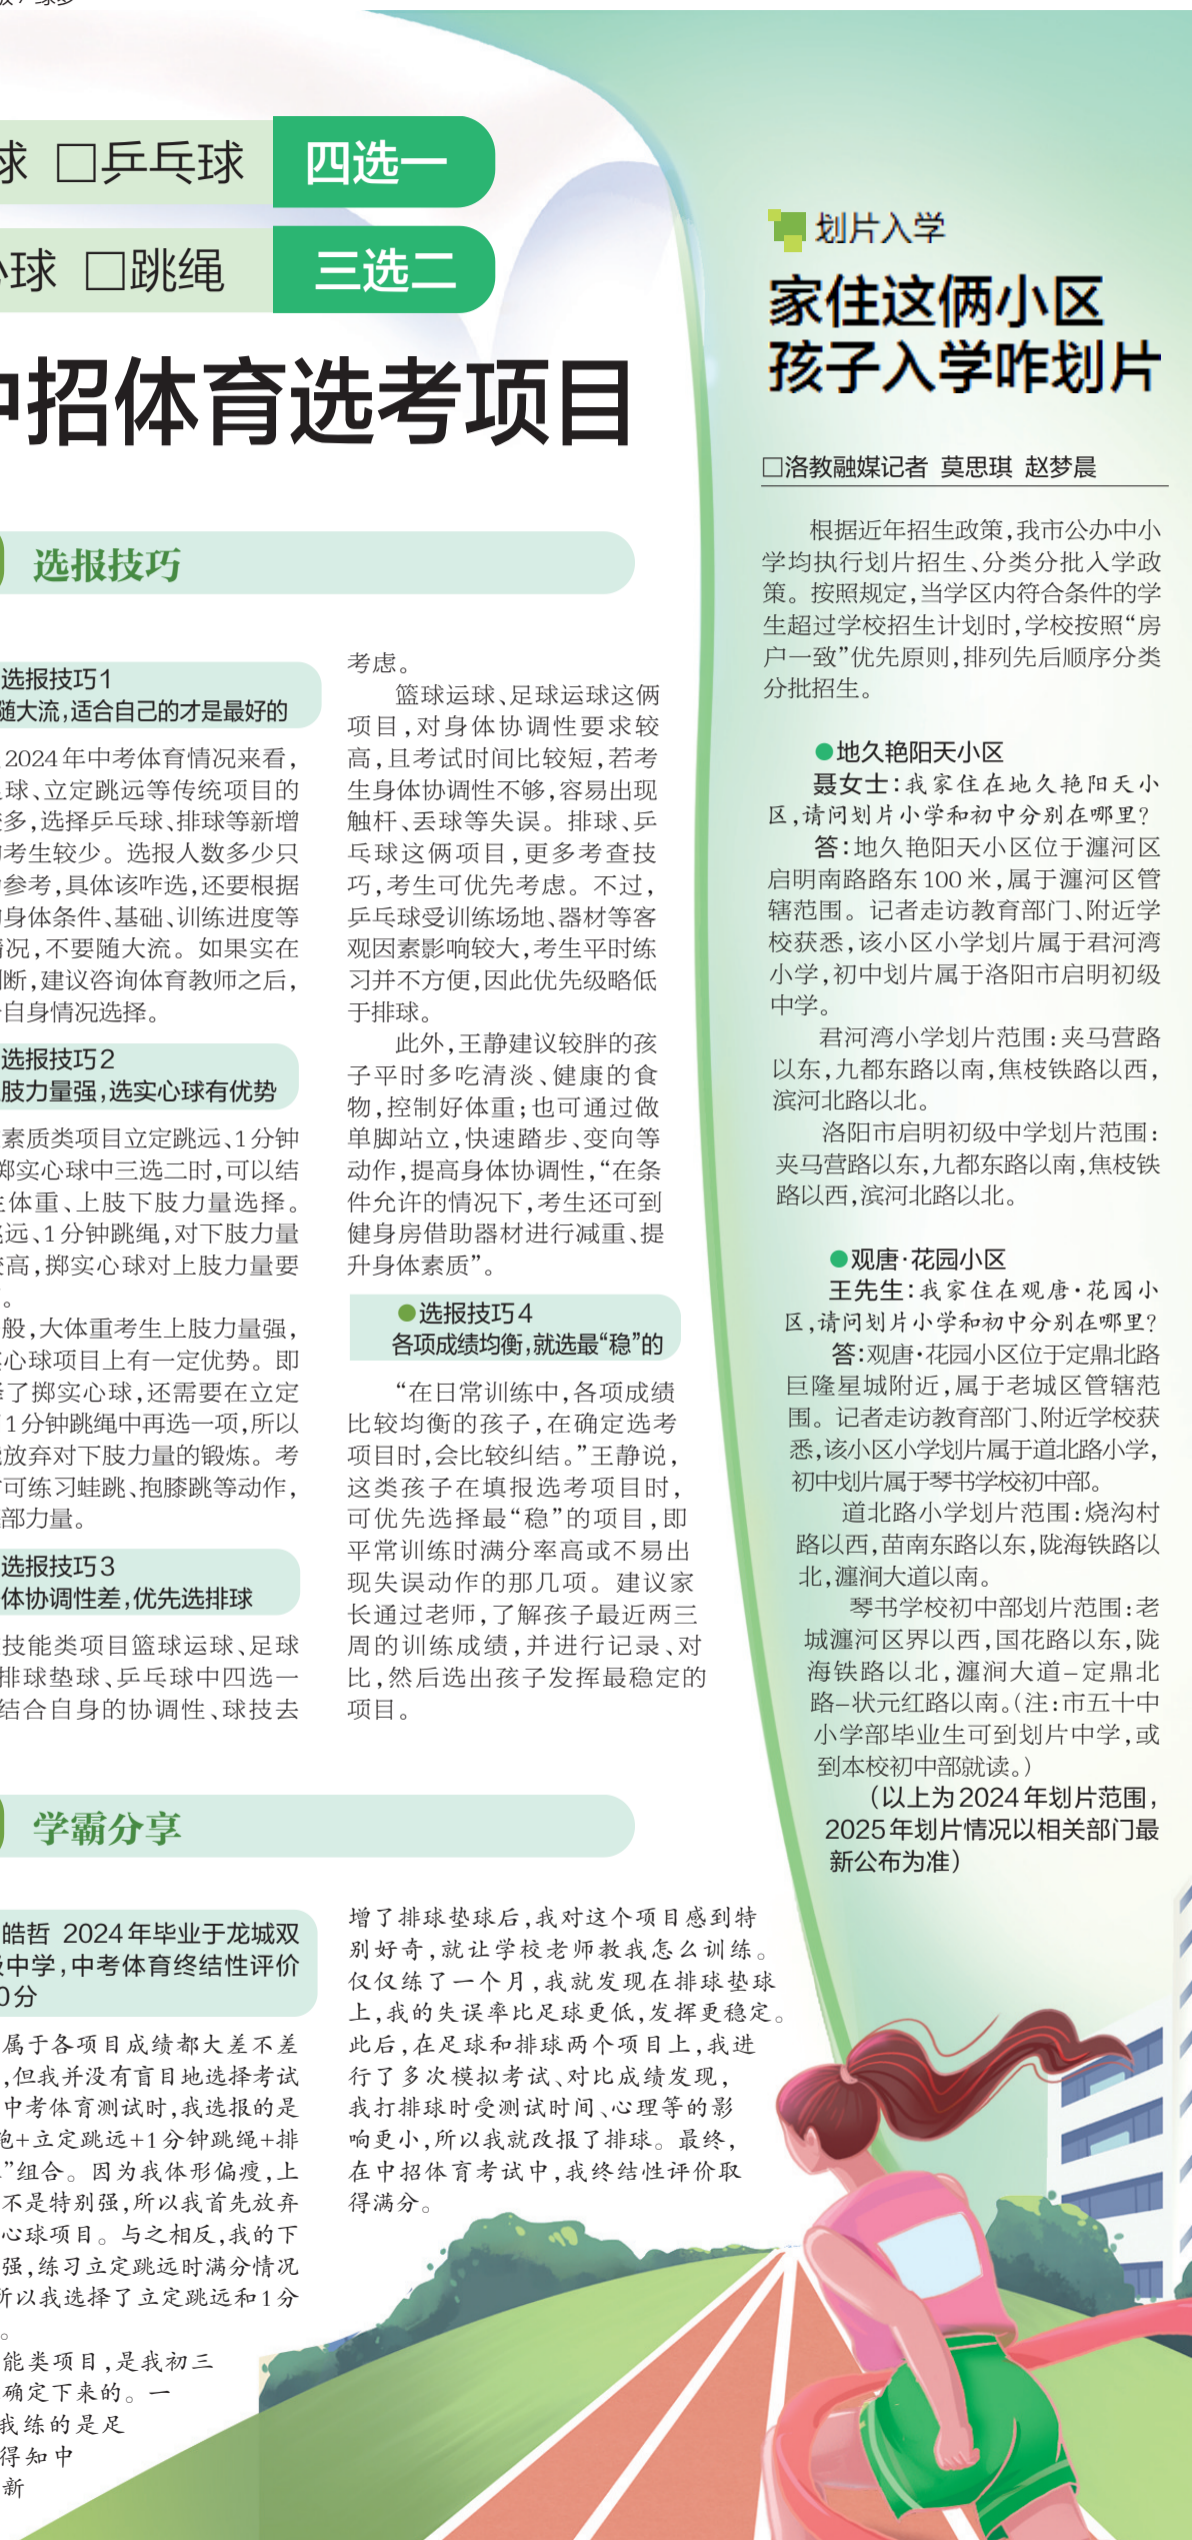 球 □乒乓球 四选一
球 □跳绳 三选二
招体育选考项目
选报技巧
选报技巧1
随大流,适合自己的才是最好的
2024年中考体育情况来看,
球、立定跳远等传统项目的
多,选择乒乓球、排球等新增
考生较少。选报人数多少只
参考,具体该咋选,还要根据
身体条件、基础、训练进度等
情况,不要随大流。如果实在
断,建议咨询体育教师之后,
自身情况选择。
选报技巧2
肢力量强,选实心球有优势
素质类项目立定跳远、1分钟
掷实心球中三选二时,可以结
体重、上肢下肢力量选择。
远、1分钟跳绳,对下肢力量
高,掷实心球对上肢力量要
。
般,大体重考生上肢力量强,
心球项目上有一定优势。即
了掷实心球,还需要在立定
1分钟跳绳中再选一项,所以
放弃对下肢力量的锻炼。考
可练习蛙跳、抱膝跳等动作,
部力量。
选报技巧3
体协调性差,优先选排球
技能类项目篮球运球、足球
排球垫球、乒乓球中四选一
结合自身的协调性、球技去
考虑。
篮球运球、足球运球这俩
项目,对身体协调性要求较
高,且考试时间比较短,若考
生身体协调性不够,容易出现
触杆、丢球等失误。排球、乒
乓球这俩项目,更多考查技
巧,考生可优先考虑。不过,
乒乓球受训练场地、器材等客
观因素影响较大,考生平时练
习并不方便,因此优先级略低
于排球。
此外,王静建议较胖的孩
子平时多吃清淡、健康的食
物,控制好体重;也可通过做
单脚站立,快速踏步、变向等
动作,提高身体协调性,“在条
件允许的情况下,考生还可到
健身房借助器材进行减重、提
升身体素质”。
●选报技巧4
各项成绩均衡,就选最“稳”的
“在日常训练中,各项成绩
比较均衡的孩子,在确定选考
项目时,会比较纠结。”王静说,
这类孩子在填报选考项目时,
可优先选择最“稳”的项目,即
平常训练时满分率高或不易出
现失误动作的那几项。建议家
长通过老师,了解孩子最近两三
周的训练成绩,并进行记录、对
比,然后选出孩子发挥最稳定的
项目。
学霸分享
皓哲 2024年毕业于龙城双
级中学,中考体育终结性评价
0分
属于各项目成绩都大差不差
,但我并没有盲目地选择考试
中考体育测试时,我选报的是
跑+立定跳远+1分钟跳绳+排
”组合。因为我体形偏瘦,上
不是特别强,所以我首先放弃
心球项目。与之相反,我的下
强,练习立定跳远时满分情况
所以我选择了立定跳远和1分
。
能类项目,是我初三
确定下来的。一
我练的是足
得知中
新
增了排球垫球后,我对这个项目感到特
别好奇,就让学校老师教我怎么训练。
仅仅练了一个月,我就发现在排球垫球
上,我的失误率比足球更低,发挥更稳定。
此后,在足球和排球两个项目上,我进
行了多次模拟考试、对比成绩发现,
我打排球时受测试时间、心理等的影
响更小,所以我就改报了排球。最终,
在中招体育考试中,我终结性评价取
得满分。
划片入学
家住这俩小区
孩子入学咋划片
□洛教融媒记者 莫思琪 赵梦晨
根据近年招生政策,我市公办中小
学均执行划片招生、分类分批入学政
策。按照规定,当学区内符合条件的学
生超过学校招生计划时,学校按照“房
户一致”优先原则,排列先后顺序分类
分批招生。
●地久艳阳天小区
聂女士:我家住在地久艳阳天小
区,请问划片小学和初中分别在哪里?
答:地久艳阳天小区位于瀍河区
启明南路路东100米,属于瀍河区管
辖范围。记者走访教育部门、附近学
校获悉,该小区小学划片属于君河湾
小学,初中划片属于洛阳市启明初级
中学。
君河湾小学划片范围:夹马营路
以东,九都东路以南,焦枝铁路以西,
滨河北路以北。
洛阳市启明初级中学划片范围:
夹马营路以东,九都东路以南,焦枝铁
路以西,滨河北路以北。
●观唐·花园小区
王先生:我家住在观唐·花园小
区,请问划片小学和初中分别在哪里?
答:观唐·花园小区位于定鼎北路
巨隆星城附近,属于老城区管辖范
围。记者走访教育部门、附近学校获
悉,该小区小学划片属于道北路小学,
初中划片属于琴书学校初中部。
道北路小学划片范围:烧沟村
路以西,苗南东路以东,陇海铁路以
北,瀍涧大道以南。
琴书学校初中部划片范围:老
城瀍河区界以西,国花路以东,陇
海铁路以北,瀍涧大道-定鼎北
路-状元红路以南。(注:市五十中
小学部毕业生可到划片中学,或
到本校初中部就读。)
(以上为2024年划片范围,
2025年划片情况以相关部门最
新公布为准)